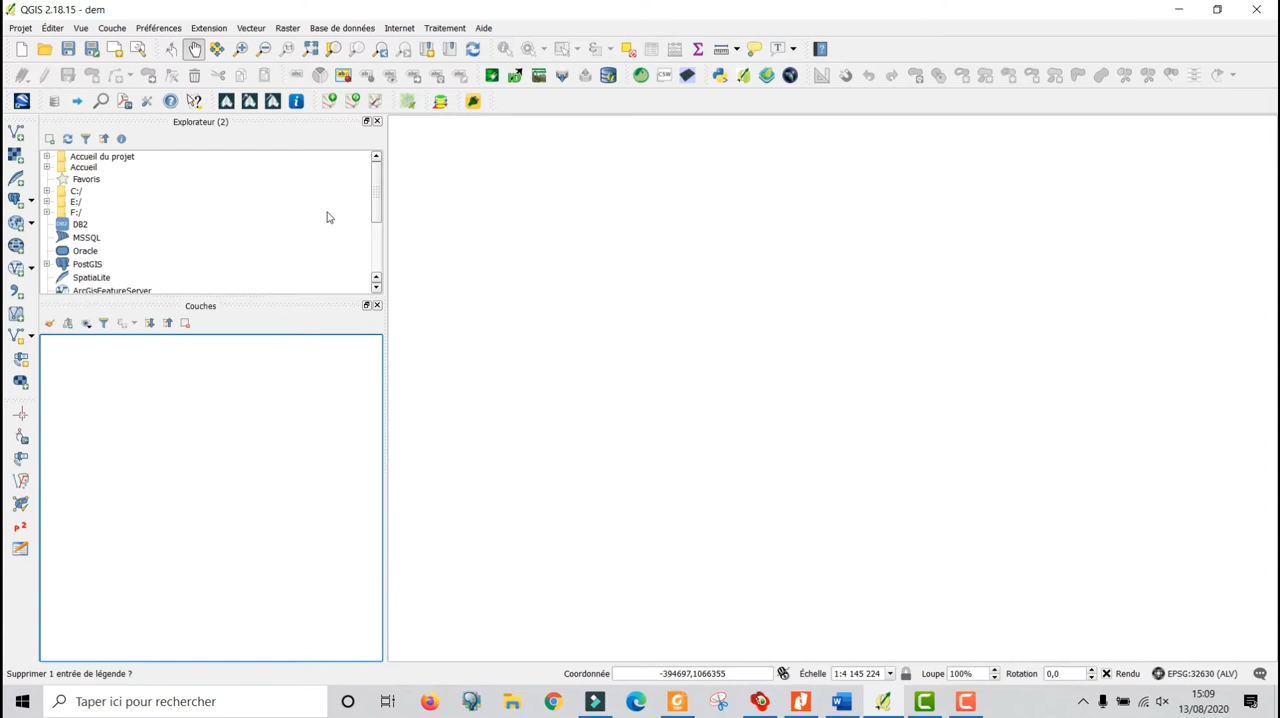 QGIS 2.18.15 - dem
Projet Éditer Vue Couche Préférences Extension Vecteur Raster Base de données Internet Traitement Aide
CSW
Explorateur (2)
Accueil du projet
Accueil
Favoris
C:/
E:/
F:/
DB2
MSSQL
Oracle
PostGIS
SpatiaLite
ArcGisFeatureServer
Couches
Supprimer 1 entrée de légende ?
Coordonnée -394697,1066355 Échelle 1:4 145 224 Loupe 100% Rotation 0,0 Rendu EPSG:32630 (ALV)
Taper ici pour rechercher
15:09
13/08/2020